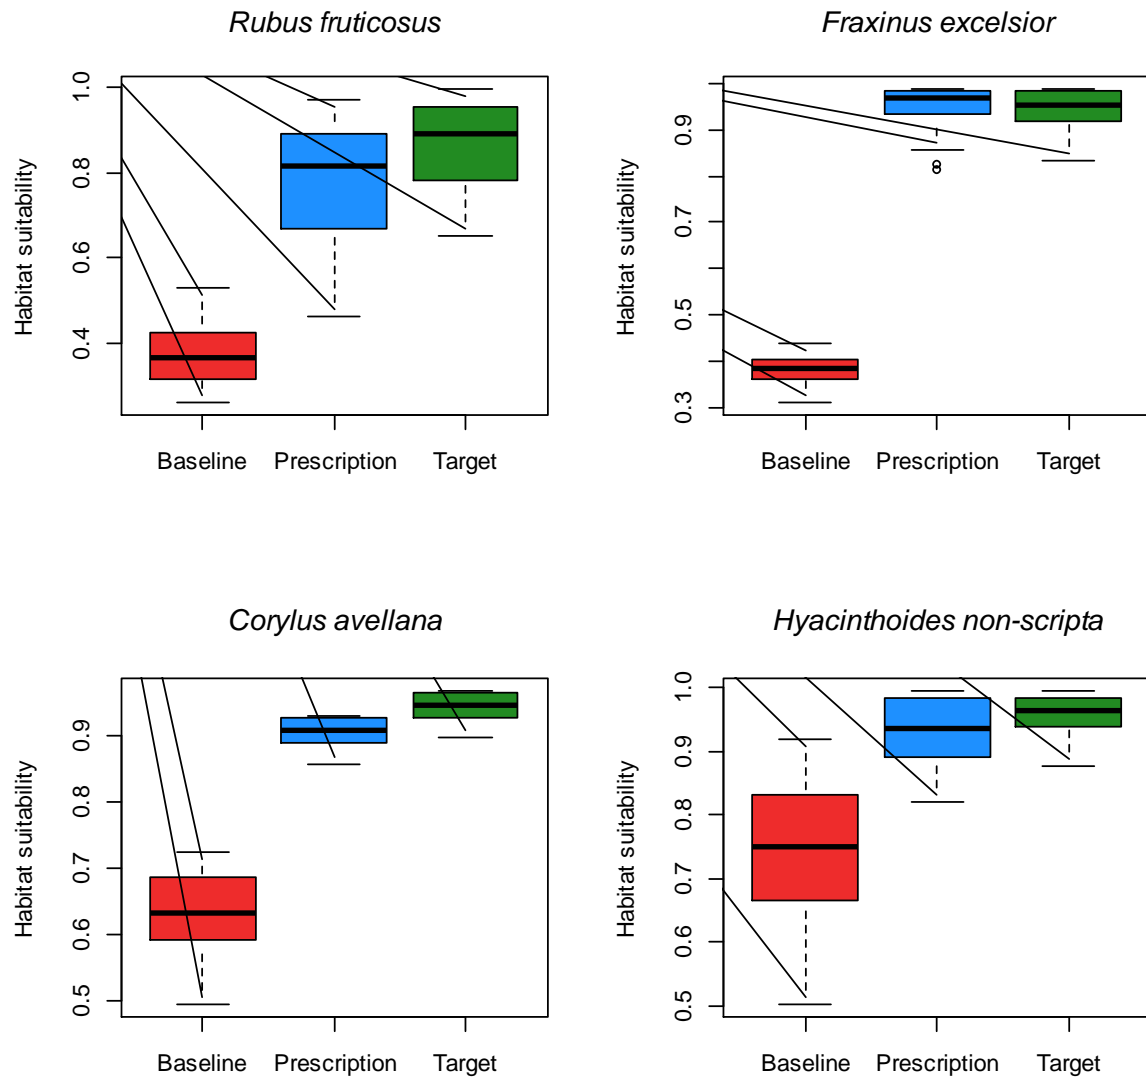 Rubus fruticosus
Habitat suitability
1.0
0.8
0.6
0.4
Baseline Prescription Target
Fraxinus excelsior
Habitat suitability
0.9
0.7
0.5
0.3
Baseline Prescription Target
Corylus avellana
Habitat suitability
0.9
0.8
0.7
0.6
0.5
Baseline Prescription Target
Hyacinthoides non-scripta
Habitat suitability
1.0
0.9
0.8
0.7
0.6
0.5
Baseline Prescription Target